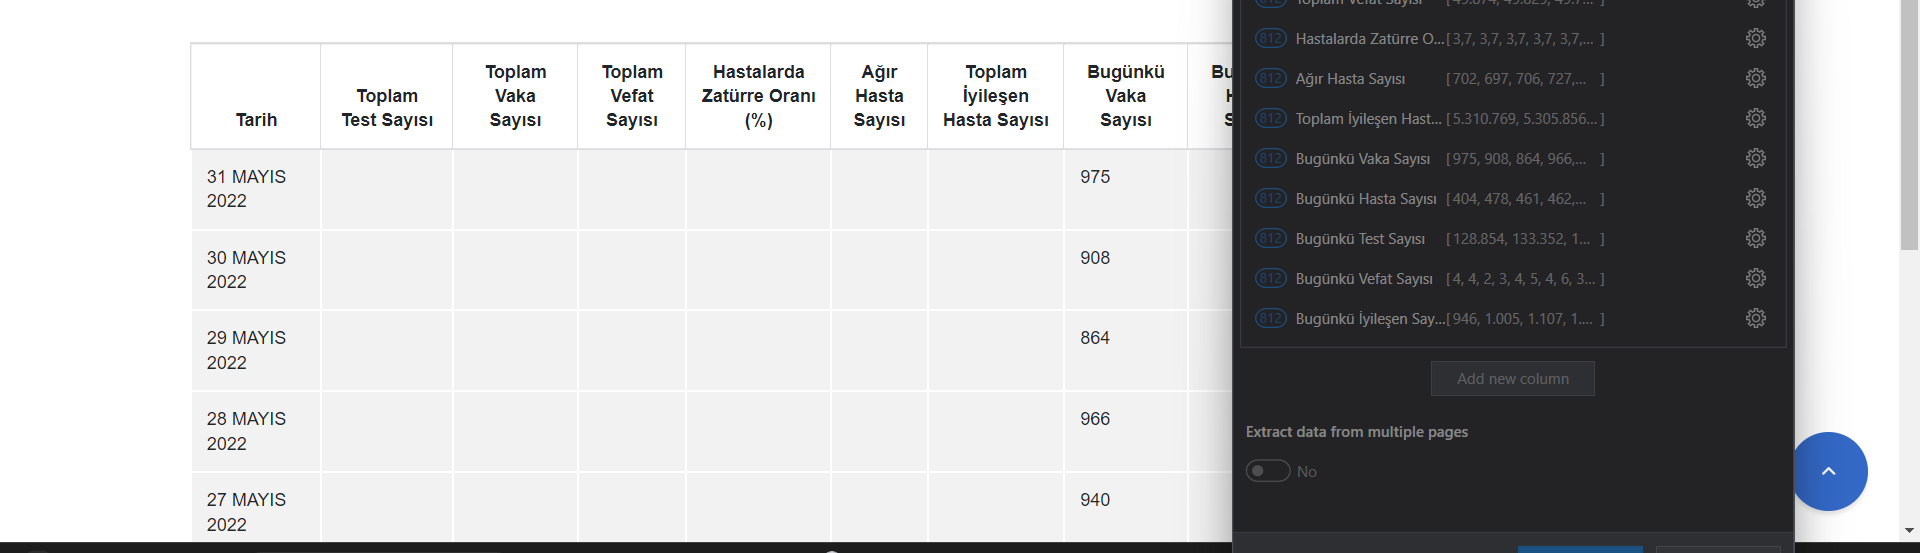 Tarih
Toplam
Test Sayısı
Toplam
Vaka
Sayısı
Toplam
Vefat
Sayısı
Hastalarda
Zatürre Oranı
(%)
Ağır
Hasta
Sayısı
Toplam
İyileşen
Hasta Sayısı
Bugünkü
Vaka
Sayısı
Bu
31 MAYIS
2022
975
30 MAYIS
2022
908
29 MAYIS
2022
864
28 MAYIS
2022
966
27 MAYIS
2022
940
812 Toplam Vefat Sayısı [49.874, 49.829, 49.7... ]
812 Hastalarda Zatürre O... [3,7, 3,7, 3,7, 3,7, 3,7,... ]
812 Ağır Hasta Sayısı [702, 697, 706, 727,... ]
812 Toplam İyileşen Hast... [5.310.769, 5.305.856... ]
812 Bugünkü Vaka Sayısı [975, 908, 864, 966,... ]
812 Bugünkü Hasta Sayısı [404, 478, 461, 462,... ]
812 Bugünkü Test Sayısı [128.854, 133.352, 1... ]
812 Bugünkü Vefat Sayısı [4, 4, 2, 3, 4, 5, 4, 6, 3... ]
812 Bugünkü İyileşen Say... [946, 1.005, 1.107, 1.... ]
Add new column
Extract data from multiple pages
No